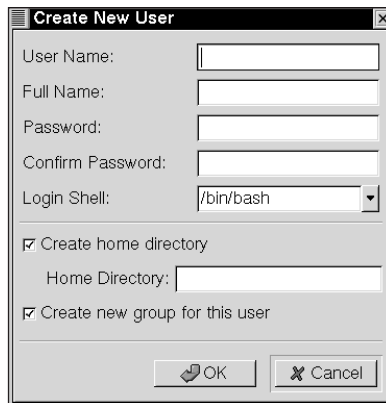 Create New User
User Name:
Full Name:
Password:
Confirm Password:
Login Shell: /bin/bash
Create home directory
Home Directory:
Create new group for this user
OK Cancel